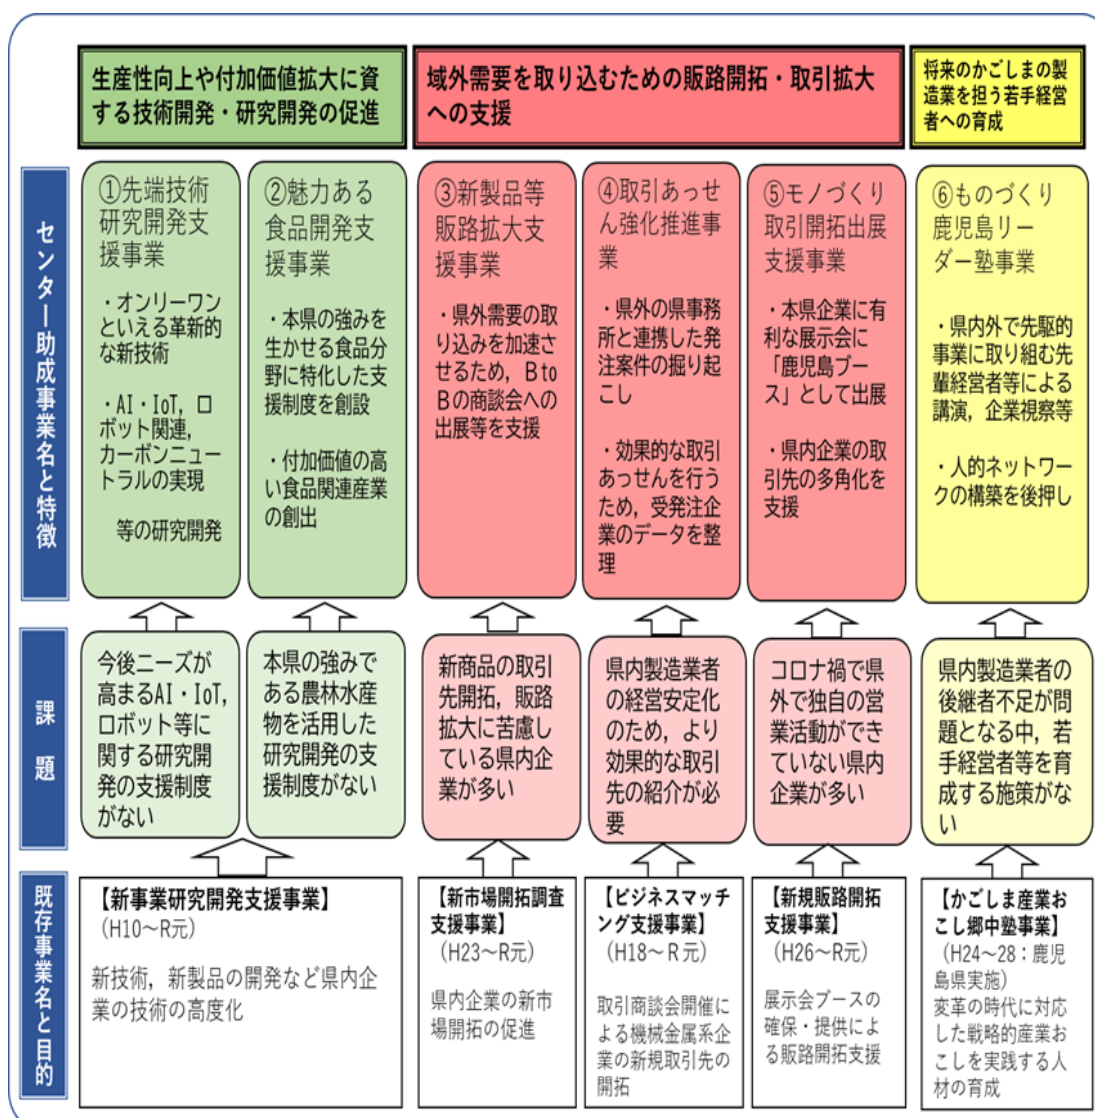 生産性向上や付加価値拡大に資
する技術開発・研究開発の促進
域外需要を取り込むための販路開拓・取引拡大
への支援
将来のかごしまの製
造業を担う若手経営
者への育成
センター助成事業名と特徴
①先端技術
研究開発支
援事業
・オンリーワン
といえる革新的
な新技術
・AI・IoT，ロ
ボット関連，
カーボンニュー
トラルの実現
等の研究開発
②魅力ある
食品開発支
援事業
・本県の強みを
生かせる食品分
野に特化した支
援制度を創設
・付加価値の高
い食品関連産業
の創出
③新製品等
販路拡大支
援事業
・県外需要の取
り込みを加速さ
せるため，Ｂto
Ｂの商談会への
出展等を支援
④取引あっ
せん強化推進事
業
・県外の県事務
所と連携した発
注案件の掘り起
こし
・効果的な取引
あっせんを行う
ため，受発注企
業のデータを整
理
⑤モノづくり
取引開拓出展
支援事業
・本県企業に有
利な展示会に
「鹿児島ブー
ス」として出展
・県内企業の取
引先の多角化を
支援
⑥ものづくり
鹿児島リー
ダー塾事業
・県内外で先駆的
事業に取り組む先
輩経営者等による
講演，企業視察等
・人的ネットワー
クの構築を後押し
課題
今後ニーズが
高まるAI・IoT，
ロボット等に
関する研究開
発の支援制度
がない
本県の強みで
ある農林水産
物を活用した
研究開発の支
援制度がない
新商品の取引
先開拓，販路
拡大に苦慮し
ている県内企
業が多い
県内製造業者
の経営安定化
のため，より
効果的な取引
先の紹介が必
要
コロナ禍で県
外で独自の営
業活動ができ
ていない県内
企業が多い
県内製造業者の
後継者不足が問
題となる中，若
手経営者等を育
成する施策がな
い
既存事業名と目的
【新事業研究開発支援事業】
（H10～R元）
新技術，新製品の開発など県内企
業の技術の高度化
【新市場開拓調査
支援事業】
（H23～R元）
県内企業の新市
場開拓の促進
【ビジネスマッチ
ング支援事業】
（H18～Ｒ元）
取引商談会開催に
よる機械金属系企
業の新規取引先の
開拓
【新規販路開拓
支援事業】
（H26～R元）
展示会ブースの
確保・提供によ
る販路開拓支援
【かごしま産業お
こし郷中塾事業】
（H24～28：鹿児
島県実施）
変革の時代に対応
した戦略的産業お
こしを実践する人
材の育成